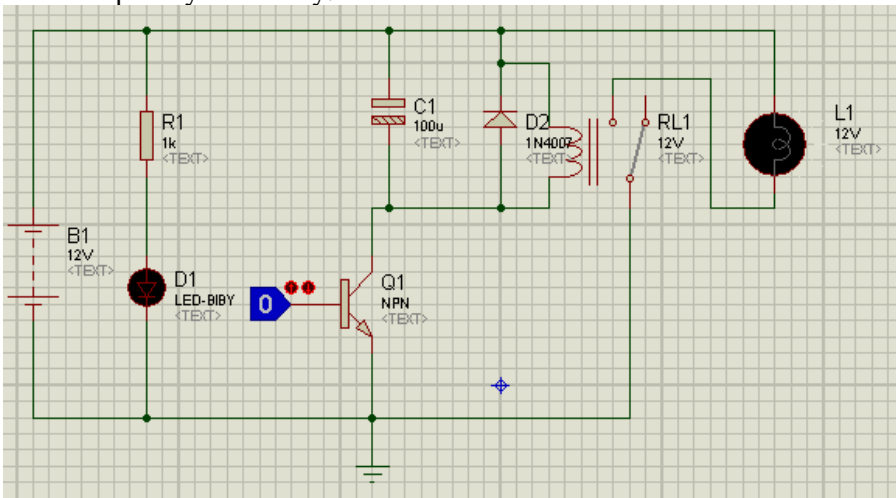 R1
1k
<TEXT>
C1
100u
<TEXT>
D2
1N4007
<TEXT>
RL1
12V
<TEXT>
L1
12V
<TEXT>
B1
12V
<TEXT>
D1
LED-BIBY
<TEXT>
0
Q1
NPN
<TEXT>